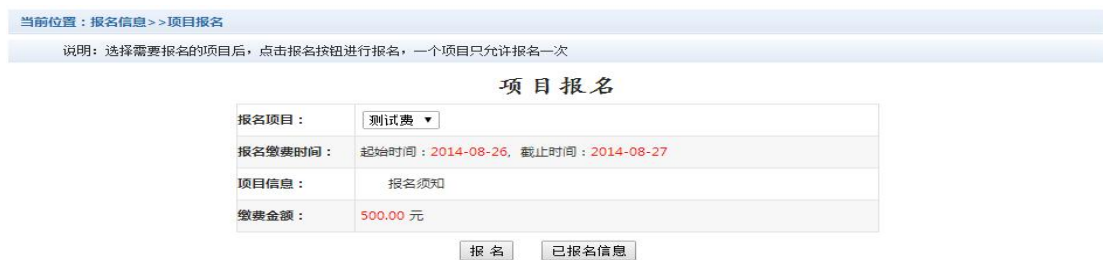 当前位置：报名信息>>项目报名
说明：选择需要报名的项目后，点击报名按钮进行报名，一个项目只允许报名一次
项目报名
报名项目： 测试费
报名缴费时间： 起始时间：2014-08-26, 截止时间：2014-08-27
项目信息： 报名须知
缴费金额： 500.00 元
报 名 已报名信息